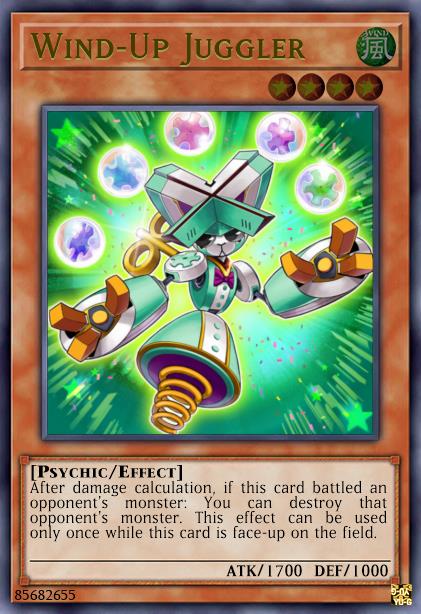 Wind-Up Juggler
WIND
風
[Psychic/Effect]
After damage calculation, if this card battled an
opponent's monster: You can destroy that
opponent's monster. This effect can be used
only once while this card is face-up on the field.
ATK/1700 DEF/1000
85682655